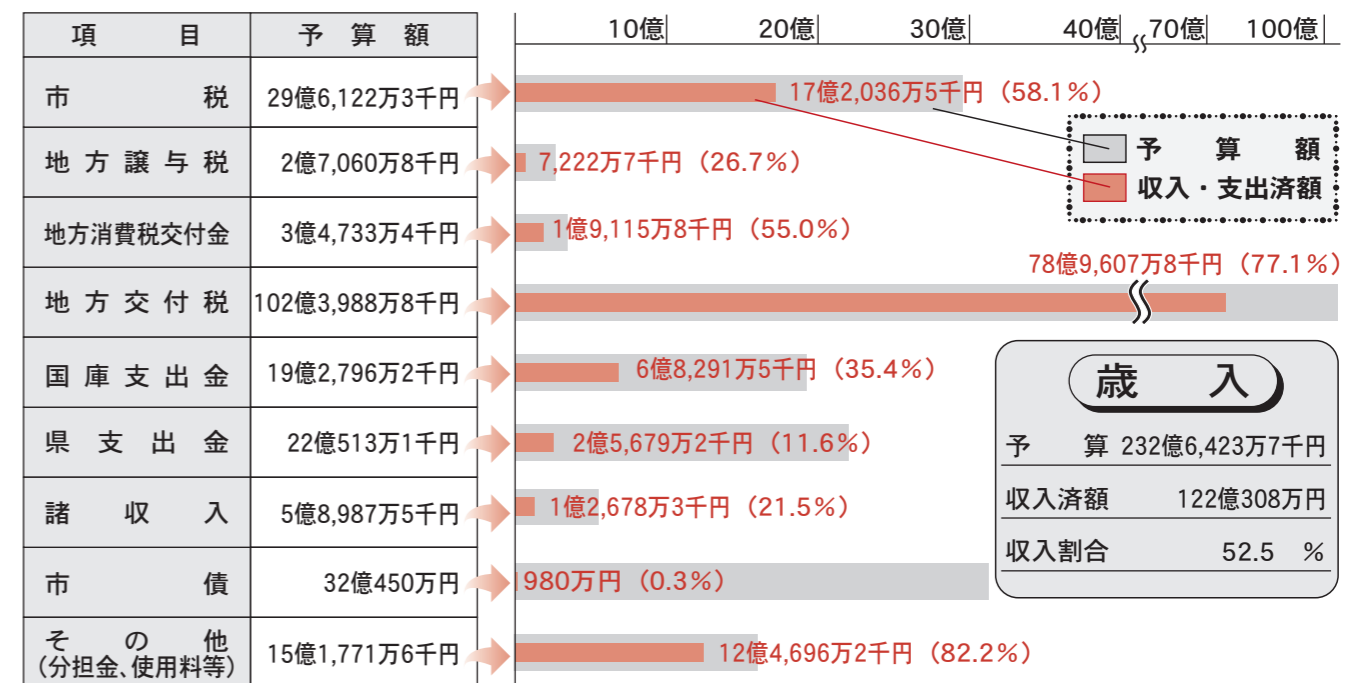 項目 予算額
10億 20億 30億 40億 70億 100億
市税 29億6,122万3千円 17億2,036万5千円（58.1％）
予算額
収入・支出済額
地方譲与税 2億7,060万8千円 7,222万7千円（26.7％）
地方消費税交付金 3億4,733万4千円 1億9,115万8千円（55.0％）
地方交付税 102億3,988万8千円 78億9,607万8千円（77.1％）
国庫支出金 19億2,796万2千円 6億8,291万5千円（35.4％）
県支出金 22億513万1千円 2億5,679万2千円（11.6％）
諸収入 5億8,987万5千円 1億2,678万3千円（21.5％）
市債 32億450万円 980万円（0.3％）
その他
（分担金、使用料等） 15億1,771万6千円 12億4,696万2千円（82.2％）
歳入
予算 232億6,423万7千円
収入済額 122億308万円
収入割合 52.5 ％